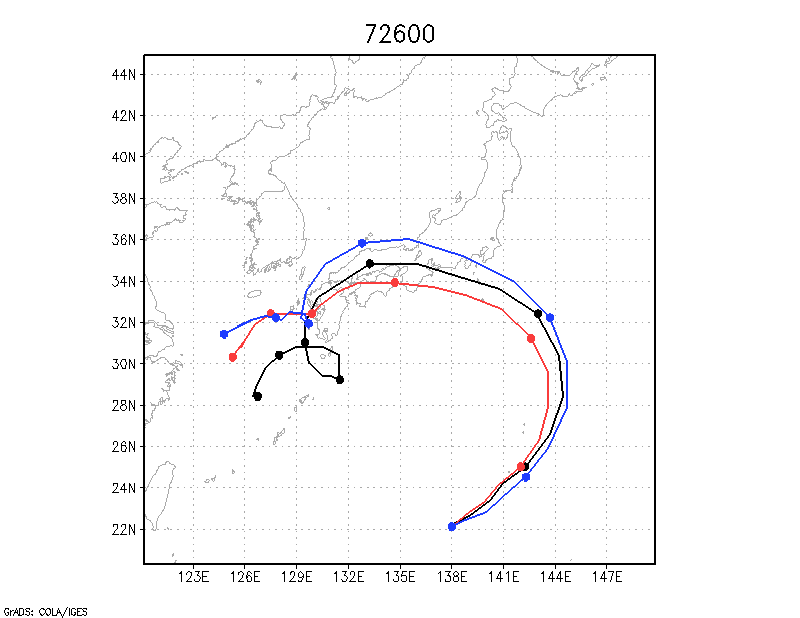 72600
44N
42N
40N
38N
36N
34N
32N
30N
28N
26N
24N
22N
123E 126E 129E 132E 135E 138E 141E 144E 147E
GrADS: COLA/IGES